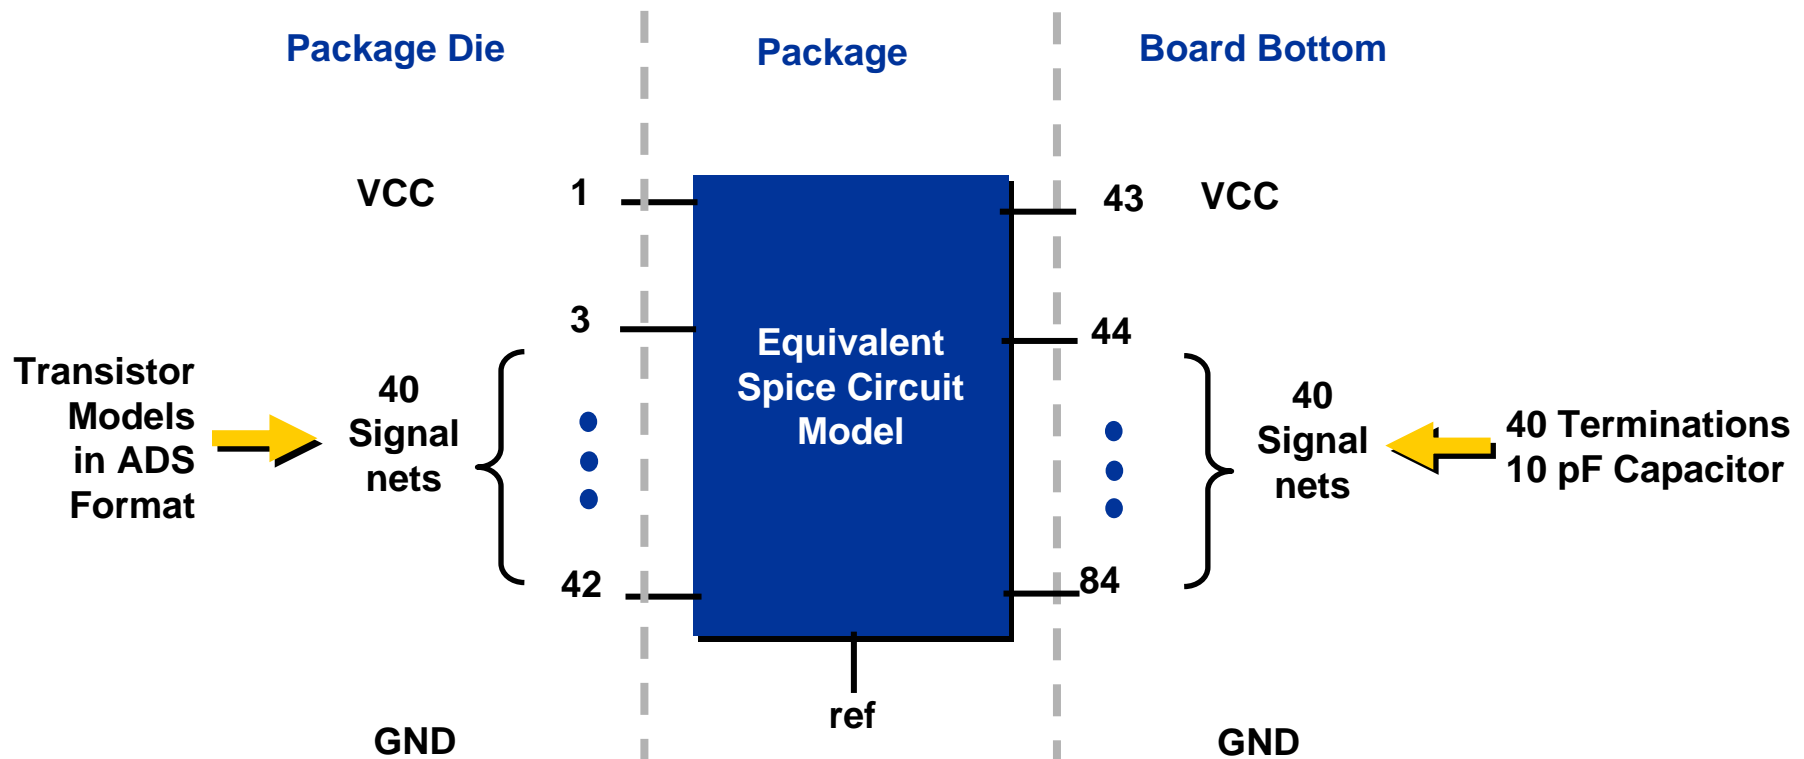 Package Die
Package
Board Bottom
VCC
1
43
VCC
3
44
Transistor
Models
in ADS
Format
40
Signal
nets
Equivalent
Spice Circuit
Model
40
Signal
nets
40 Terminations
10 pF Capacitor
42
84
ref
GND
GND